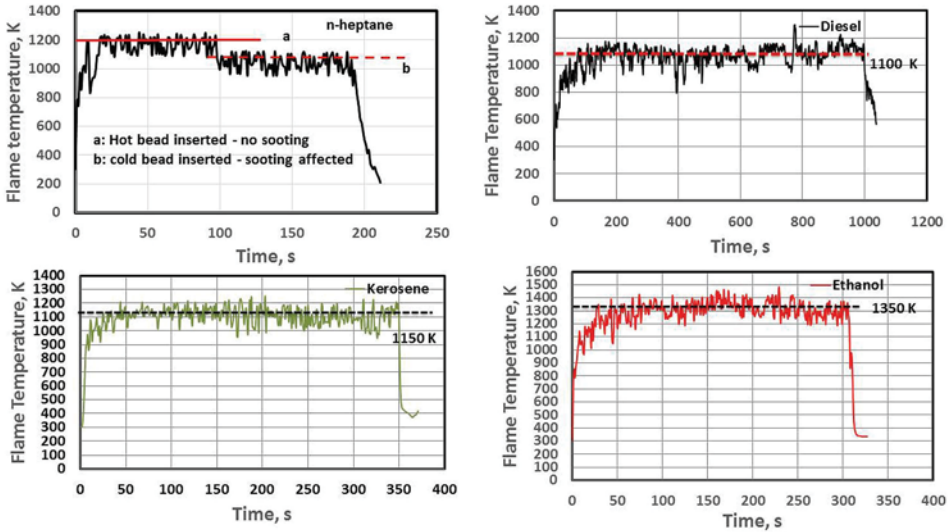 Flame temperature, K
1400
1200
1000
800
600
400
200
0
n-heptane
a
b
a: Hot bead inserted - no sooting
b: cold bead inserted - sooting affected
0 50 100 150 200 250
Time, s
Flame Temperature, K
1400
1200
1000
800
600
400
200
0
Diesel
1100 K
0 200 400 600 800 1000 1200
Time, s
Flame Temperature, K
1400
1300
1200
1100
1000
900
800
700
600
500
400
300
200
100
0
Kerosene
1150 K
0 50 100 150 200 250 300 350 400
Time, s
Flame Temperature, K
1600
1500
1400
1300
1200
1100
1000
900
800
700
600
500
400
300
200
100
0
Ethanol
1350 K
0 50 100 150 200 250 300 350 400
Time, s